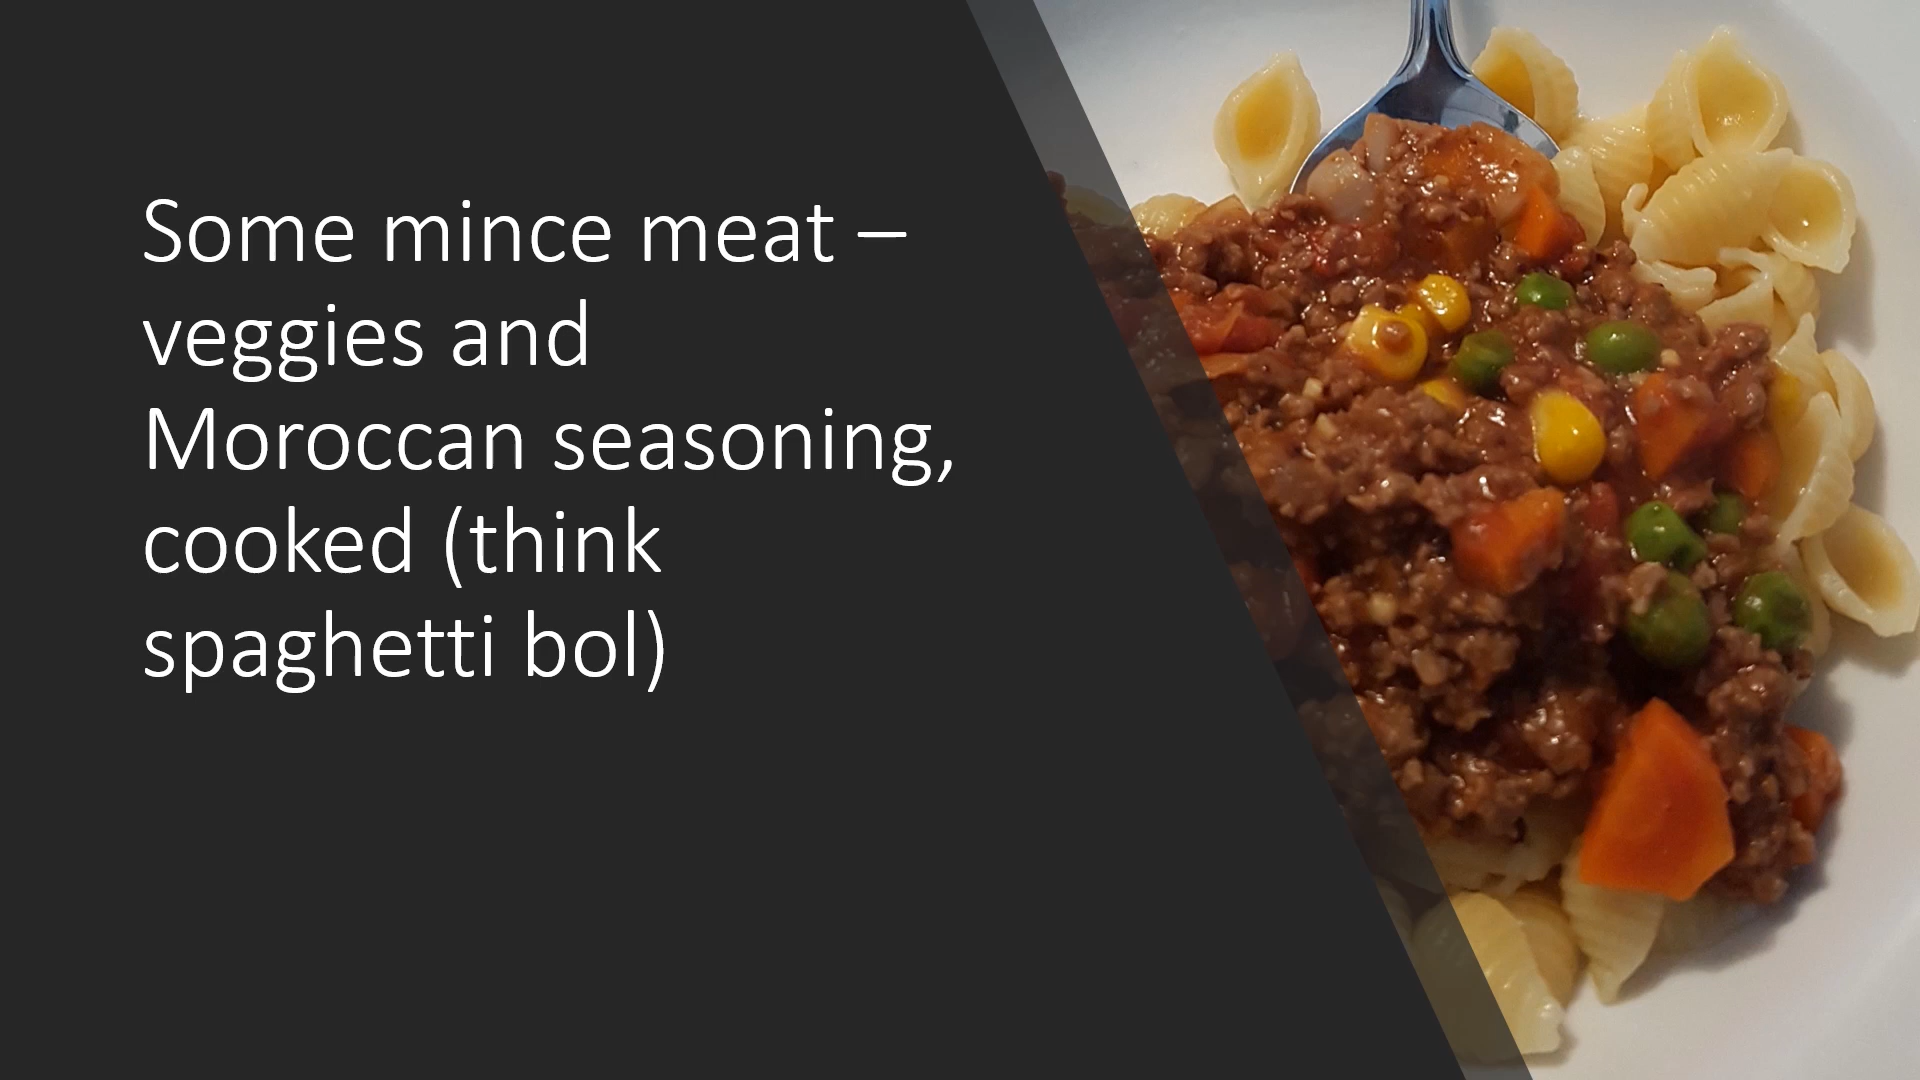 Some mince meat –
veggies and
Moroccan seasoning,
cooked (think
spaghetti bol)